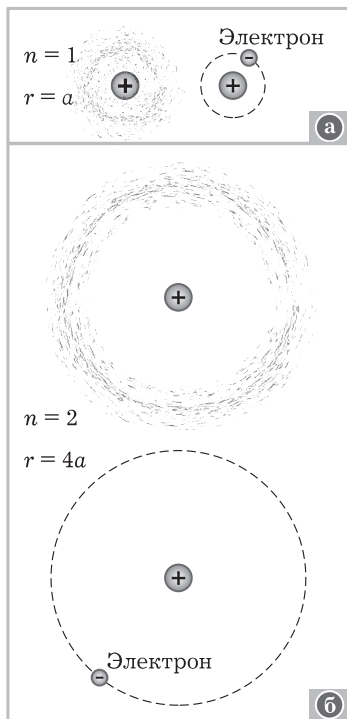 Электрон
n = 1
r = a
+
−
+
а
+
n = 2
r = 4a
+
Электрон
−
б